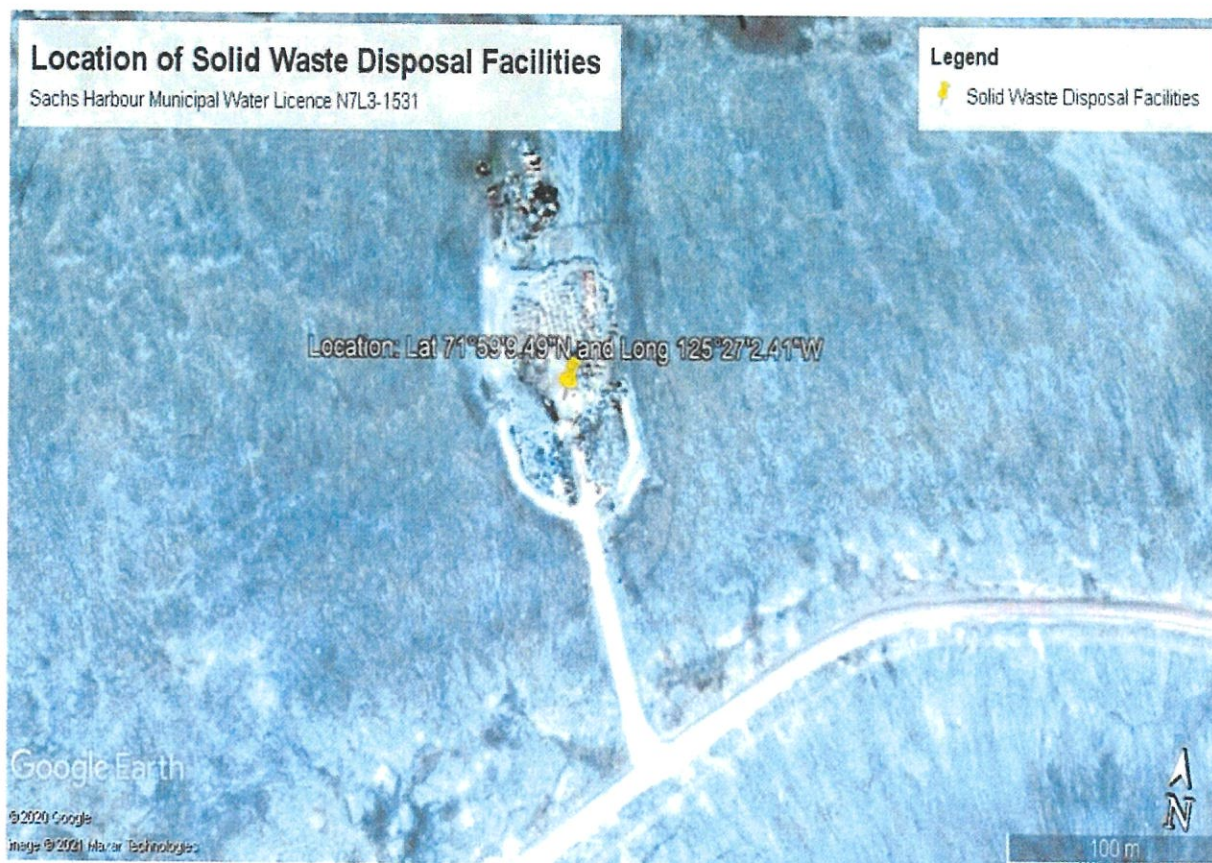 Location of Solid Waste Disposal Facilities
Sachs Harbour Municipal Water Licence N7L3-1531
Legend
Solid Waste Disposal Facilities
Location: Lat 71°59'9.49"N and Long 125°27'2.41"W
Google Earth
© 2020 Google
Image © 2021 Maxar Technologies
N
100 m